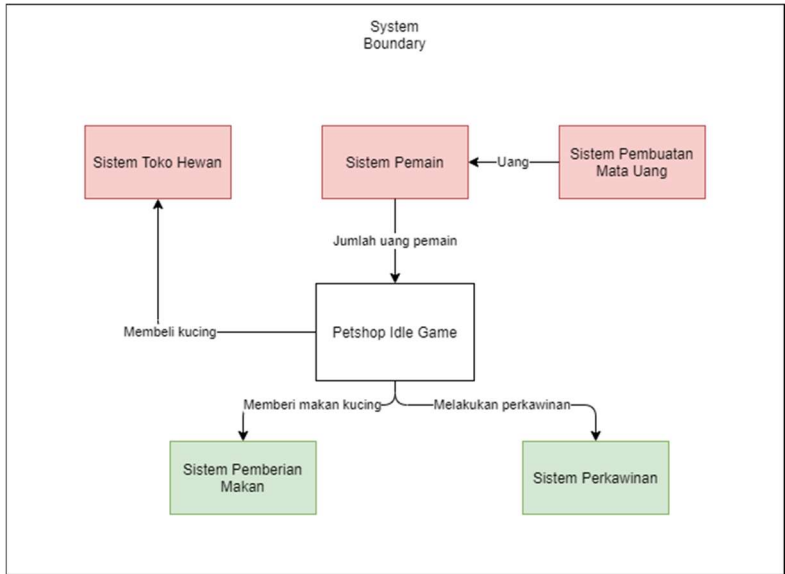 System
Boundary
Sistem Toko Hewan
Sistem Pemain
Uang
Sistem Pembuatan
Mata Uang
Jumlah uang pemain
Membeli kucing
Petshop Idle Game
Memberi makan kucing
Melakukan perkawinan
Sistem Pemberian
Makan
Sistem Perkawinan